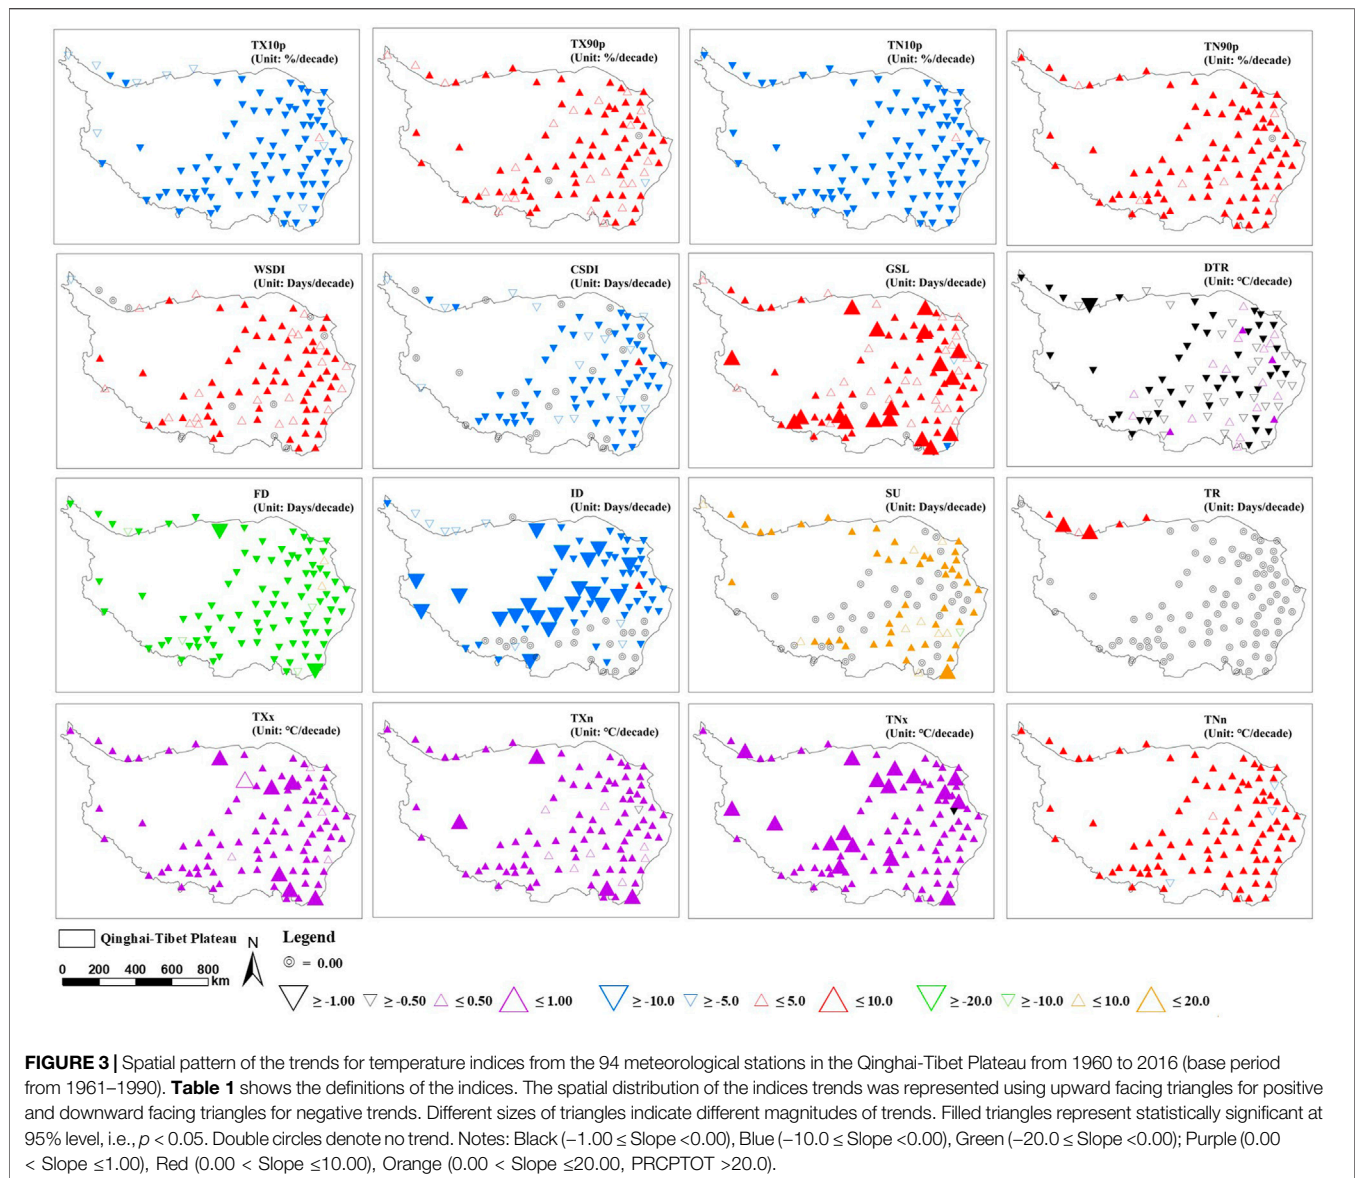 TX10p
(Unit: %/decade)
TX90p
(Unit: %/decade)
TN10p
(Unit: %/decade)
TN90p
(Unit: %/decade)
WSDI
(Unit: Days/decade)
CSDI
(Unit: Days/decade)
GSL
(Unit: Days/decade)
DTR
(Unit: °C/decade)
FD
(Unit: Days/decade)
ID
(Unit: Days/decade)
SU
(Unit: Days/decade)
TR
(Unit: Days/decade)
TXx
(Unit: °C/decade)
TXn
(Unit: °C/decade)
TNx
(Unit: °C/decade)
TNn
(Unit: °C/decade)
Qinghai-Tibet Plateau N Legend
0 200 400 600 800 km
= 0.00
≥ -1.00 ≥ -0.50 ≤ 0.50 ≤ 1.00 ≥ -10.0 ≥ -5.0 ≤ 5.0 ≤ 10.0 ≥ -20.0 ≥ -10.0 ≤ 10.0 ≤ 20.0
FIGURE 3 | Spatial pattern of the trends for temperature indices from the 94 meteorological stations in the Qinghai-Tibet Plateau from 1960 to 2016 (base period
from 1961–1990). Table 1 shows the definitions of the indices. The spatial distribution of the indices trends was represented using upward facing triangles for positive
and downward facing triangles for negative trends. Different sizes of triangles indicate different magnitudes of trends. Filled triangles represent statistically significant at
95% level, i.e., p < 0.05. Double circles denote no trend. Notes: Black (−1.00 ≤ Slope <0.00), Blue (−10.0 ≤ Slope <0.00), Green (−20.0 ≤ Slope <0.00); Purple (0.00
< Slope ≤1.00), Red (0.00 < Slope ≤10.00), Orange (0.00 < Slope ≤20.00, PRCPTOT >20.0).